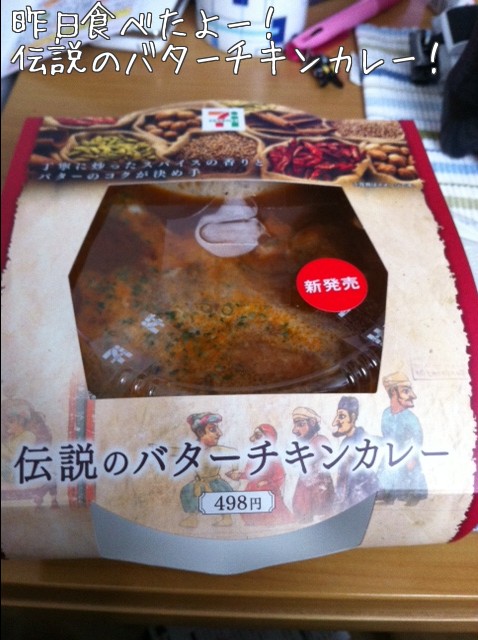 昨日食べたよー！
伝説のバターチキンカレー！
丁寧に炒ったスパイスの香りと
バターのコクが決め手
新発売
伝説のバターチキンカレー
498円